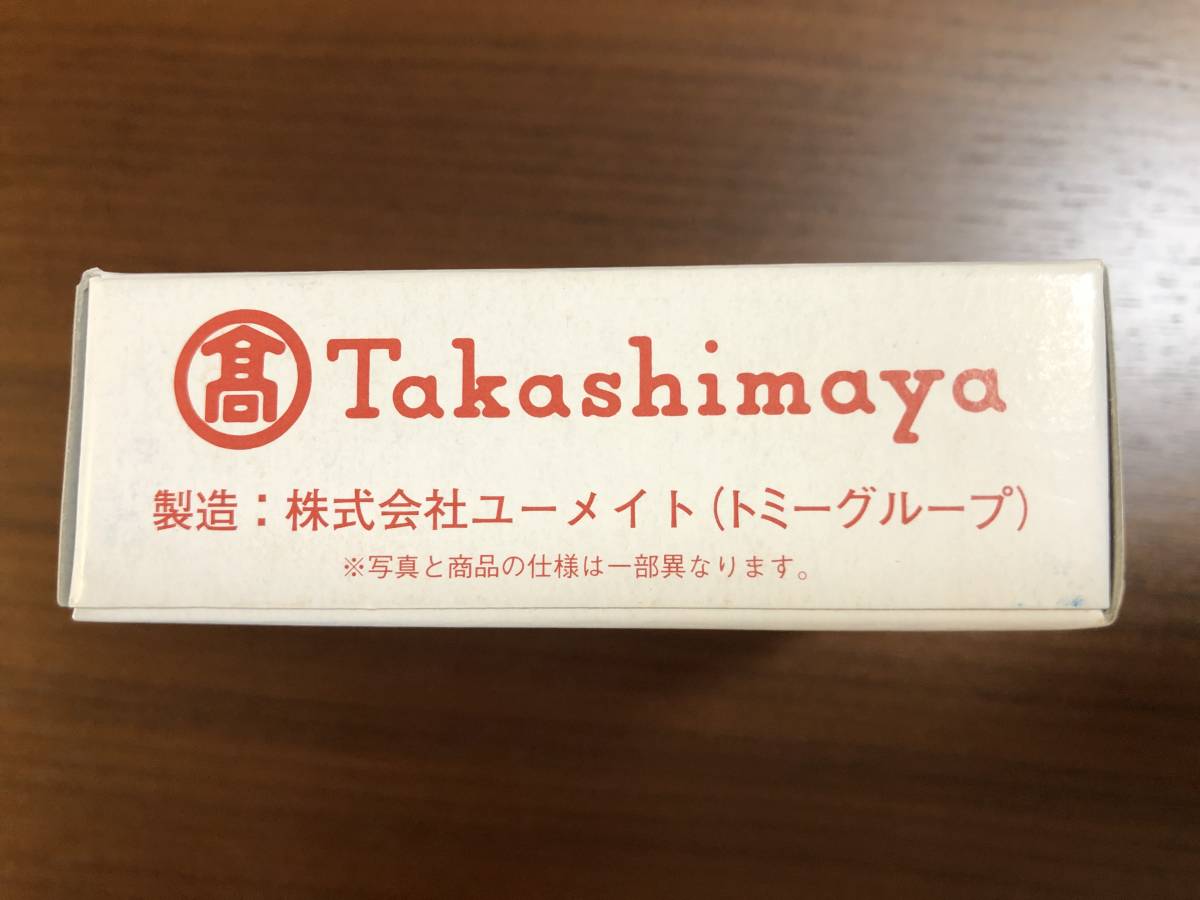 髙 Takashimaya
製造：株式会社ユーメイト(トミーグループ)
※写真と商品の仕様は一部異なります。